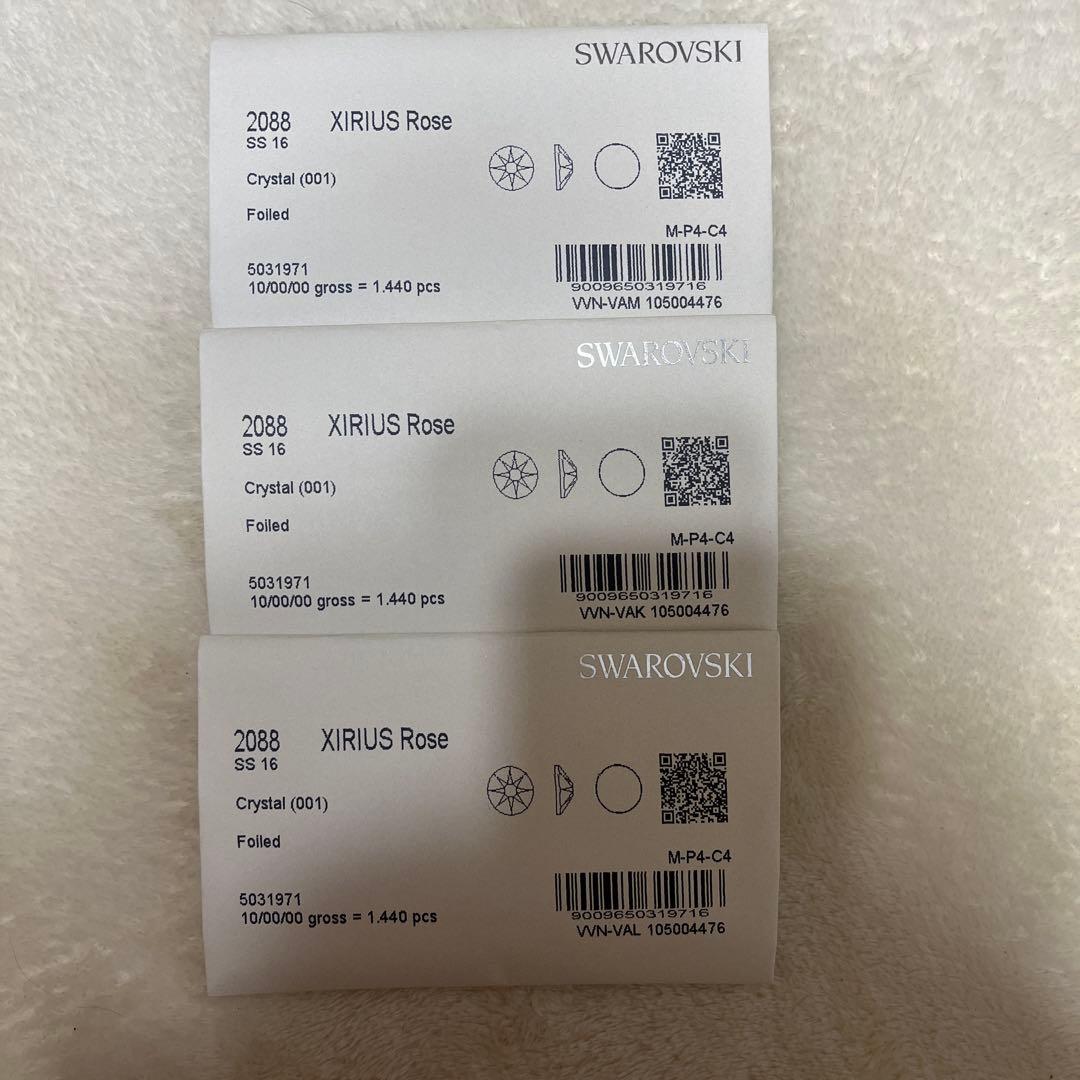 SWAROVSKI
2088 XIRIUS Rose
SS 16
Crystal (001)
Foiled
M-P4-C4
5031971
10/00/00 gross = 1.440 pcs
9009650319716
VVN-VAM 105004476
SWAROVSKI
2088 XIRIUS Rose
SS 16
Crystal (001)
Foiled
M-P4-C4
5031971
10/00/00 gross = 1.440 pcs
9009650319716
VVN-VAK 105004476
SWAROVSKI
2088 XIRIUS Rose
SS 16
Crystal (001)
Foiled
M-P4-C4
5031971
10/00/00 gross = 1.440 pcs
9009650319716
VVN-VAL 105004476